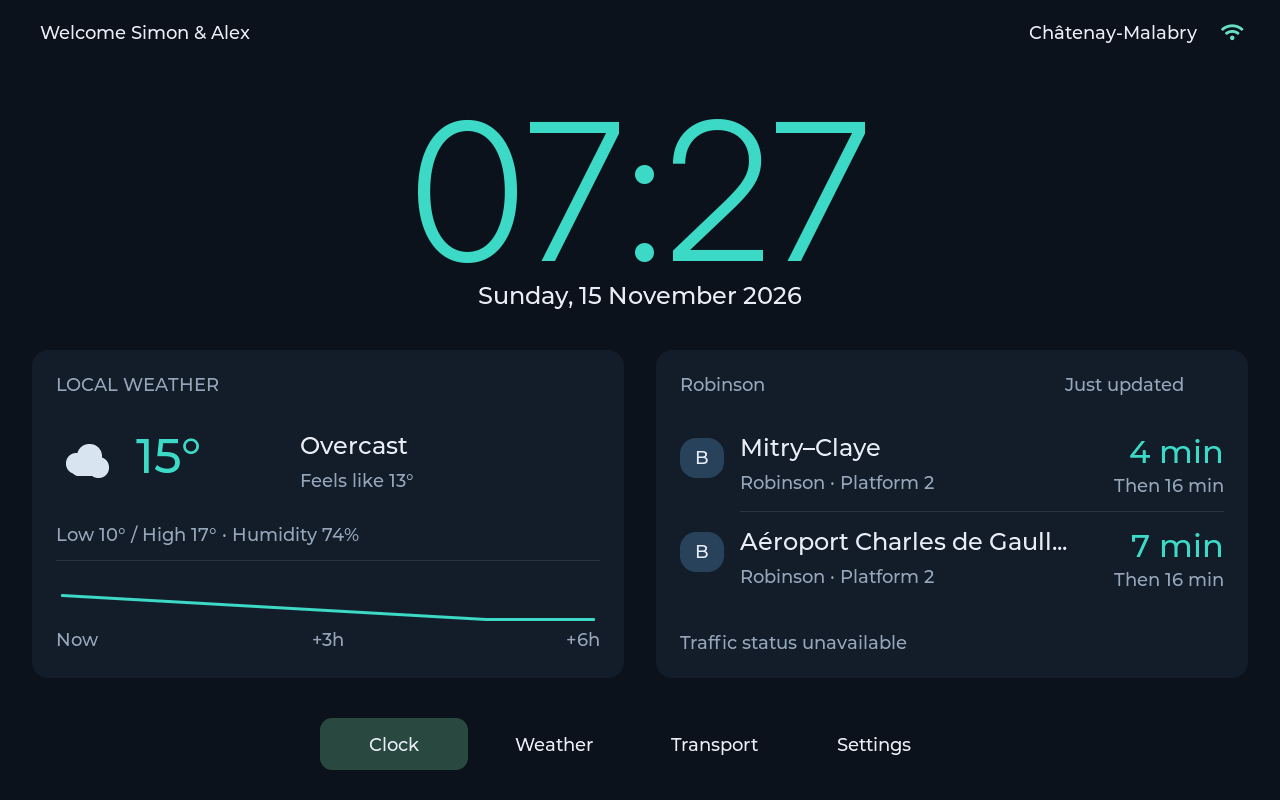 Welcome Simon & Alex
Châtenay-Malabry
07:27
Sunday, 15 November 2026
LOCAL WEATHER
15°
Overcast
Feels like 13°
Low 10° / High 17° · Humidity 74%
Now +3h +6h
Robinson
Just updated
B
Mitry–Claye
4 min
Robinson · Platform 2
Then 16 min
B
Aéroport Charles de Gaull...
7 min
Robinson · Platform 2
Then 16 min
Traffic status unavailable
Clock Weather Transport Settings